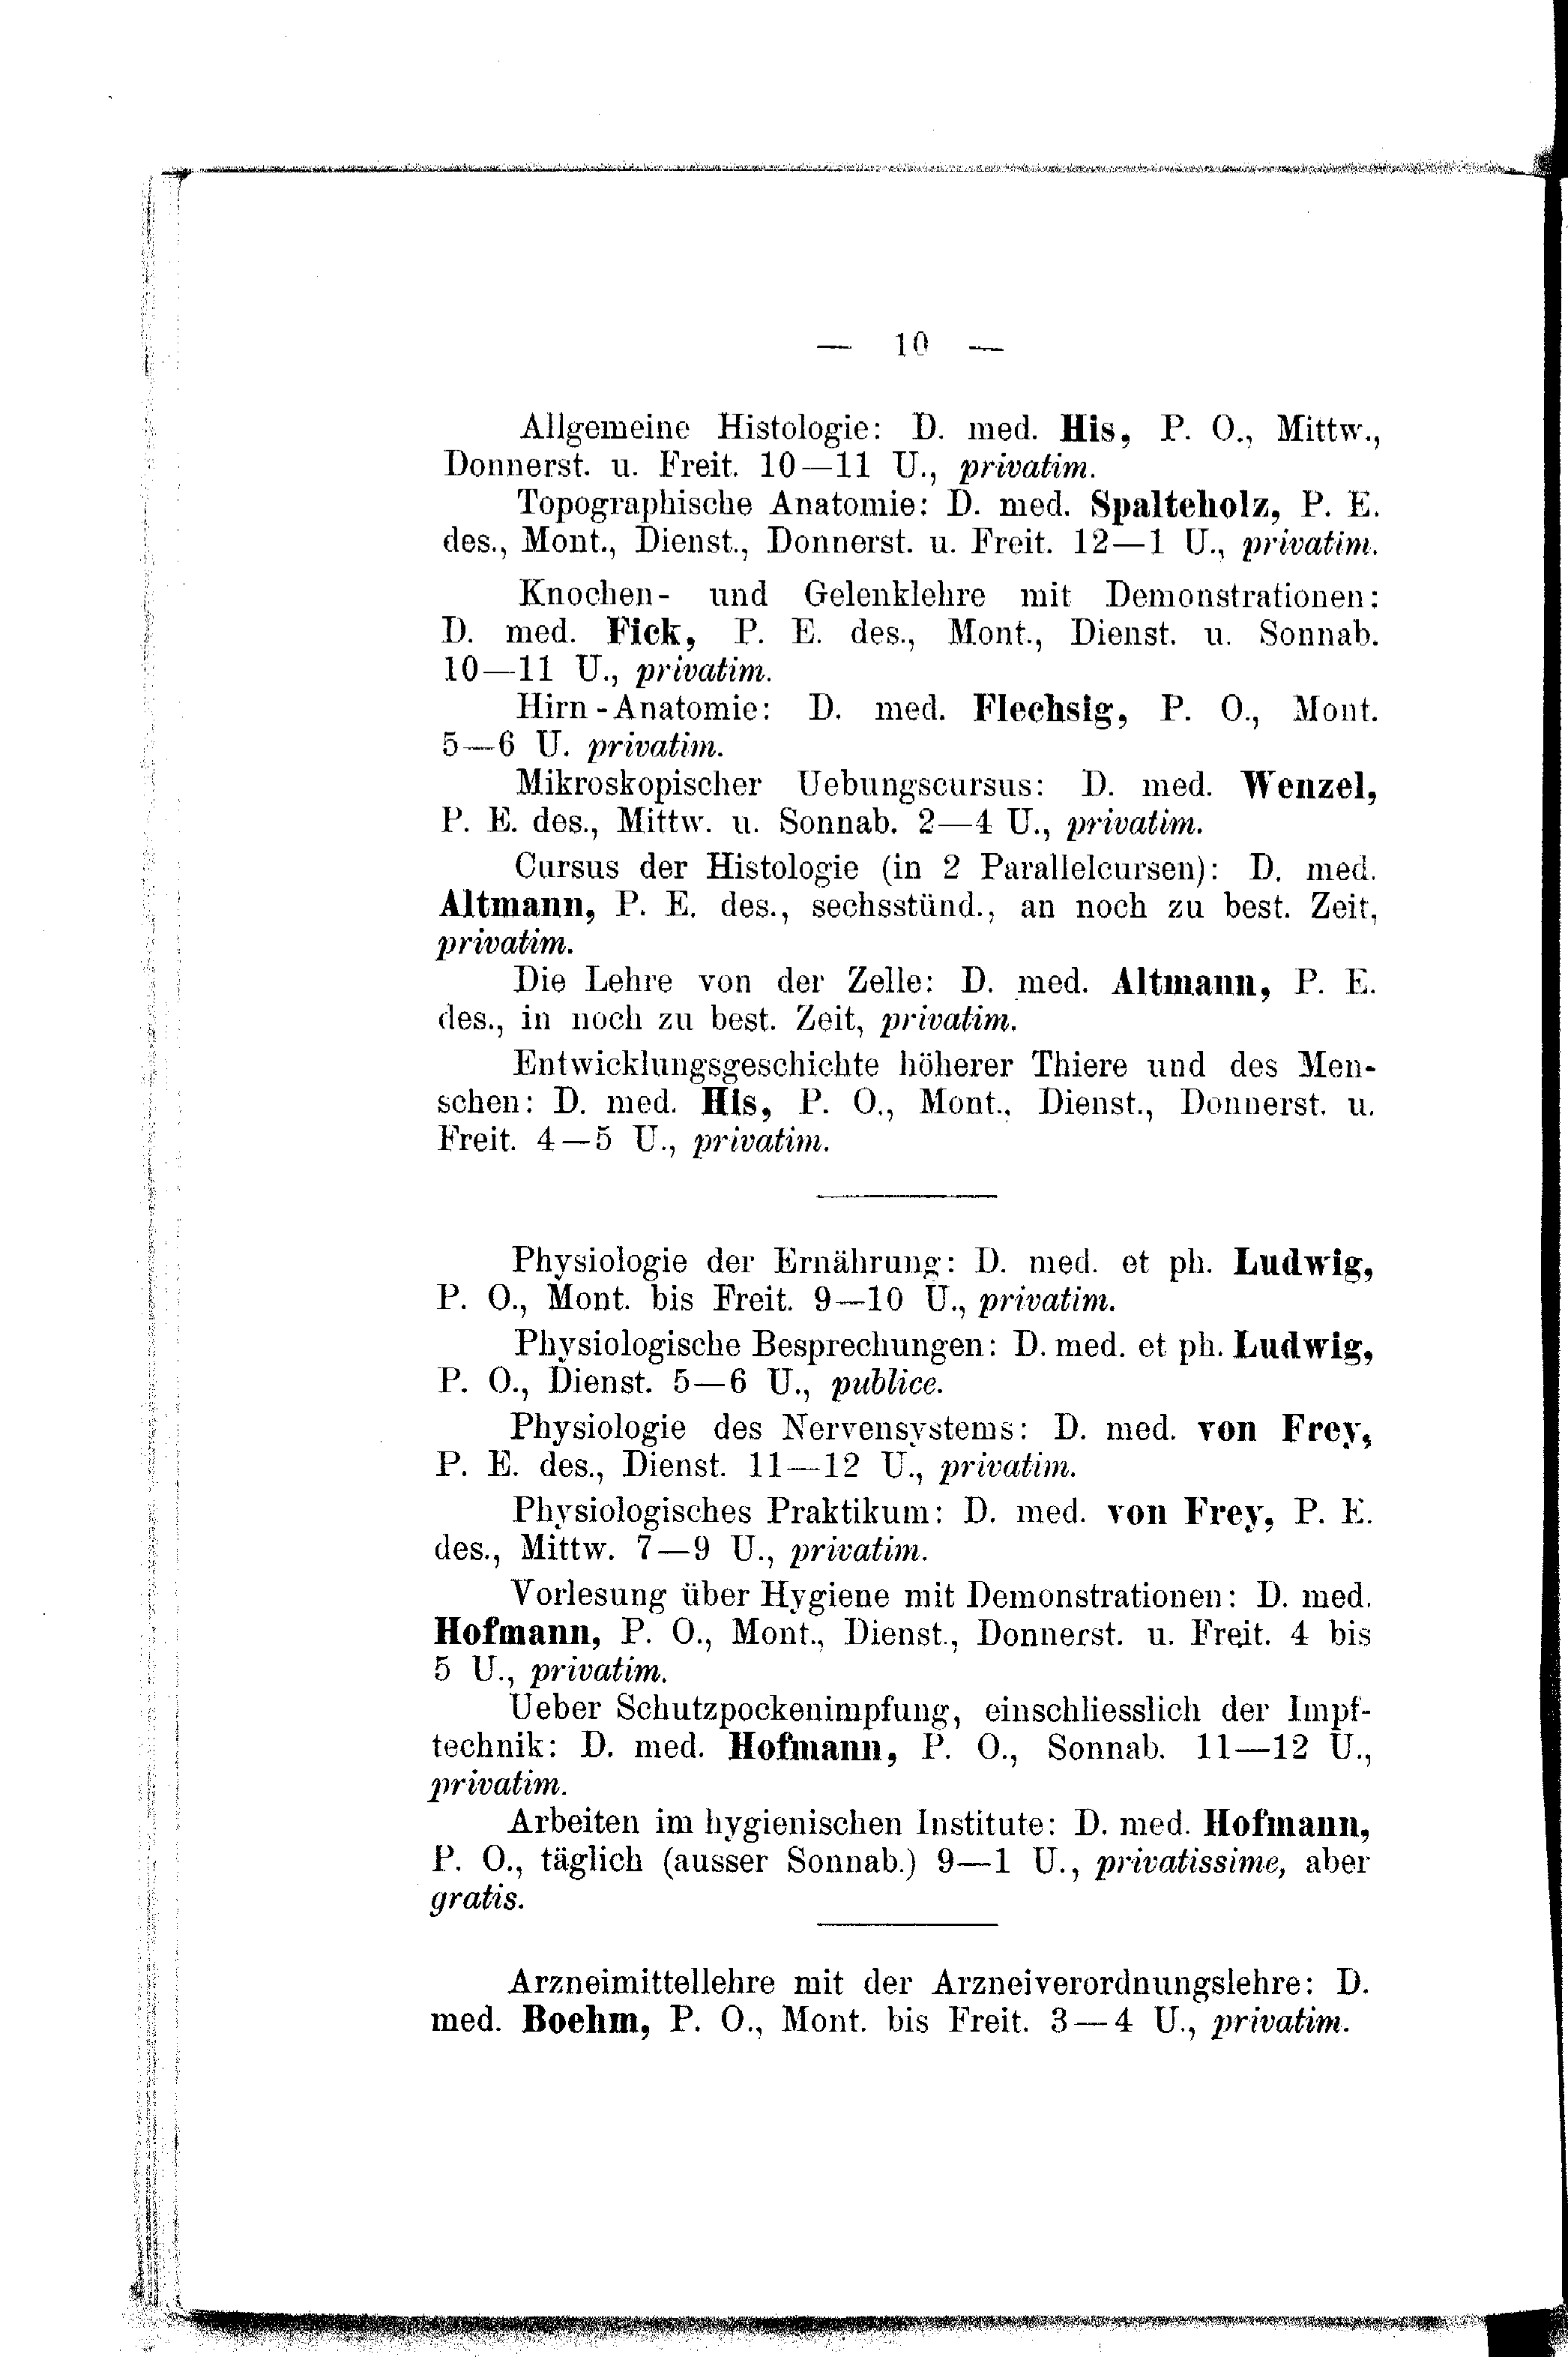 — 10 —
Allgemeine Histologie: D. med. His, P. O., Mittw.,
Donnerst. u. Freit. 10—11 U., privatim.
Topographische Anatomie: D. med. Spalteholz, P. E.
des., Mont., Dienst., Donnerst. u. Freit. 12—1 U., privatim.
Knochen- und Gelenklehre mit Demonstrationen:
D. med. Fick, P. E. des., Mont., Dienst. u. Sonnab.
10—11 U., privatim.
Hirn-Anatomie: D. med. Flechsig, P. O., Mont.
5—6 U. privatim.
Mikroskopischer Uebungscursus: D. med. Wenzel,
P. E. des., Mittw. u. Sonnab. 2—4 U., privatim.
Cursus der Histologie (in 2 Parallelcursen): D. med.
Altmann, P. E. des., sechsstünd., an noch zu best. Zeit,
privatim.
Die Lehre von der Zelle: D. med. Altmann, P. E.
des., in noch zu best. Zeit, privatim.
Entwicklungsgeschichte höherer Thiere und des Men-
schen: D. med. His, P. O., Mont., Dienst., Donnerst. u.
Freit. 4—5 U., privatim.
Physiologie der Ernährung: D. med. et ph. Ludwig,
P. O., Mont. bis Freit. 9—10 U., privatim.
Physiologische Besprechungen: D. med. et ph. Ludwig,
P. O., Dienst. 5—6 U., publice.
Physiologie des Nervensystems: D. med. von Frey,
P. E. des., Dienst. 11—12 U., privatim.
Physiologisches Praktikum: D. med. von Frey, P. E.
des., Mittw. 7—9 U., privatim.
Vorlesung über Hygiene mit Demonstrationen: D. med.
Hofmann, P. O., Mont., Dienst., Donnerst. u. Freit. 4 bis
5 U., privatim.
Ueber Schutzpockenimpfung, einschliesslich der Impf-
technik: D. med. Hofmann, P. O., Sonnab. 11—12 U.,
privatim.
Arbeiten im hygienischen Institute: D. med. Hofmann,
P. O., täglich (ausser Sonnab.) 9—1 U., privatissime, aber
gratis.
Arzneimittellehre mit der Arzneiverordnungslehre: D.
med. Boehm, P. O., Mont. bis Freit. 3—4 U., privatim.